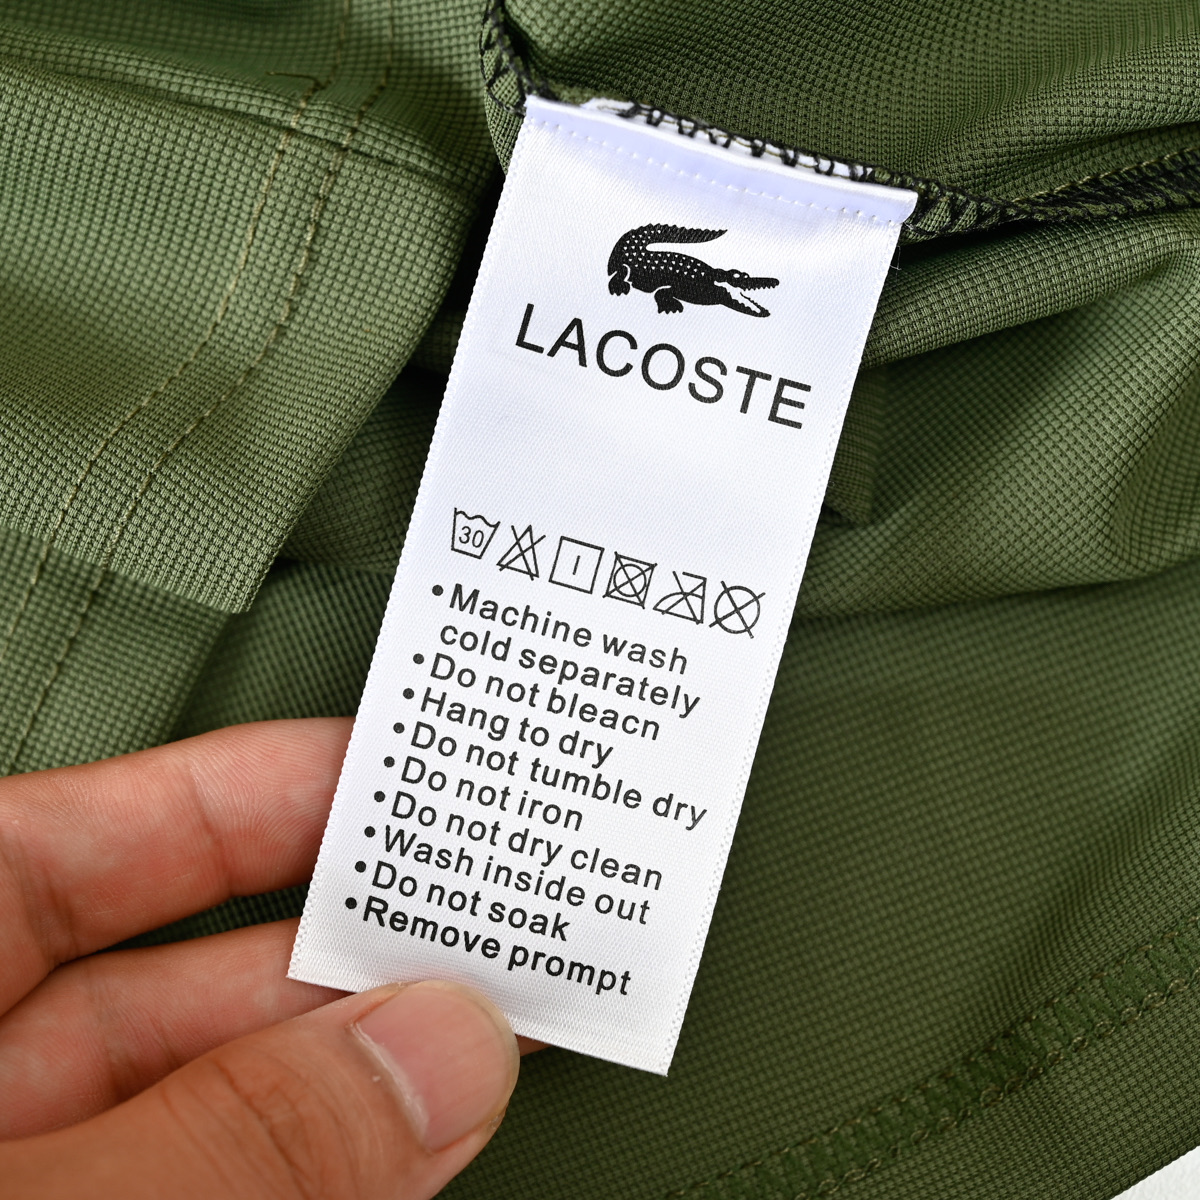 LACOSTE
30
• Machine wash
cold separately
• Do not bleacn
• Hang to dry
• Do not tumble dry
• Do not iron
• Do not dry clean
• Wash inside out
• Do not soak
• Remove prompt